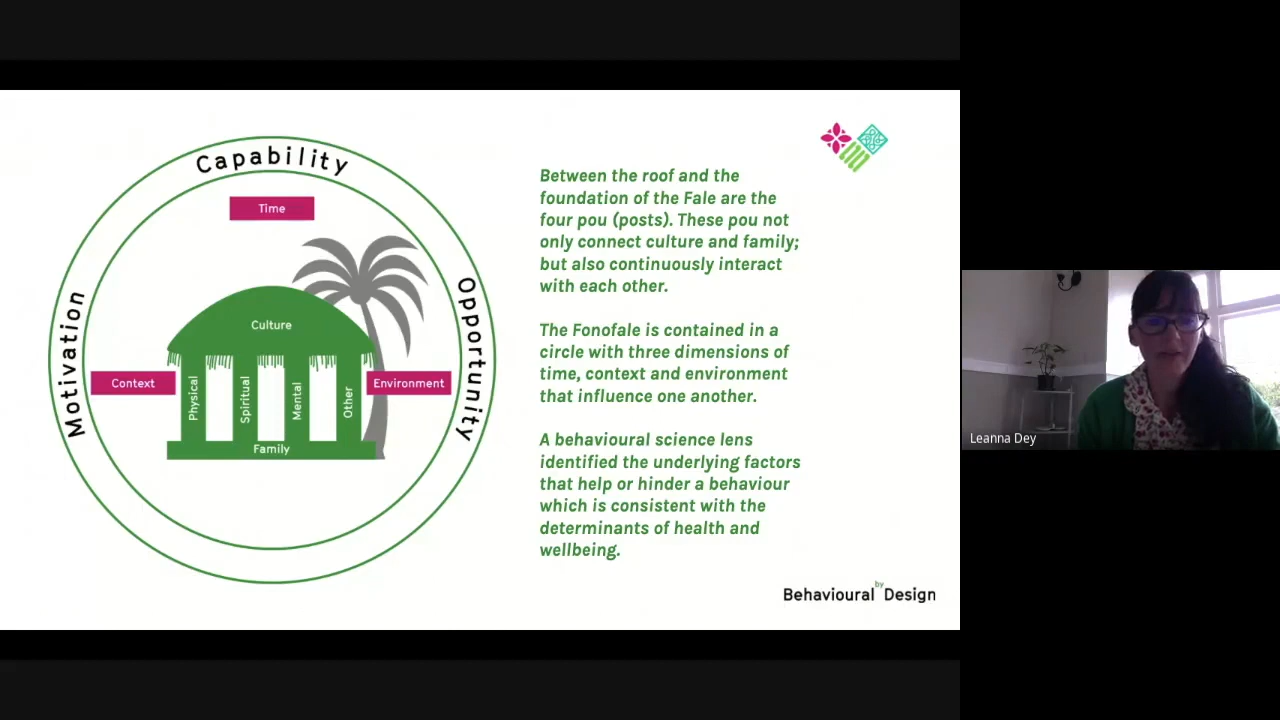 Capability
Time
Motivation
Opportunity
Culture
Context
Environment
Physical
Spiritual
Mental
Other
Family
Between the roof and the
foundation of the Fale are the
four pou (posts). These pou not
only connect culture and family;
but also continuously interact
with each other.
The Fonofale is contained in a
circle with three dimensions of
time, context and environment
that influence one another.
A behavioural science lens
identified the underlying factors
that help or hinder a behaviour
which is consistent with the
determinants of health and
wellbeing.
Behavioural by Design
Leanna Dey